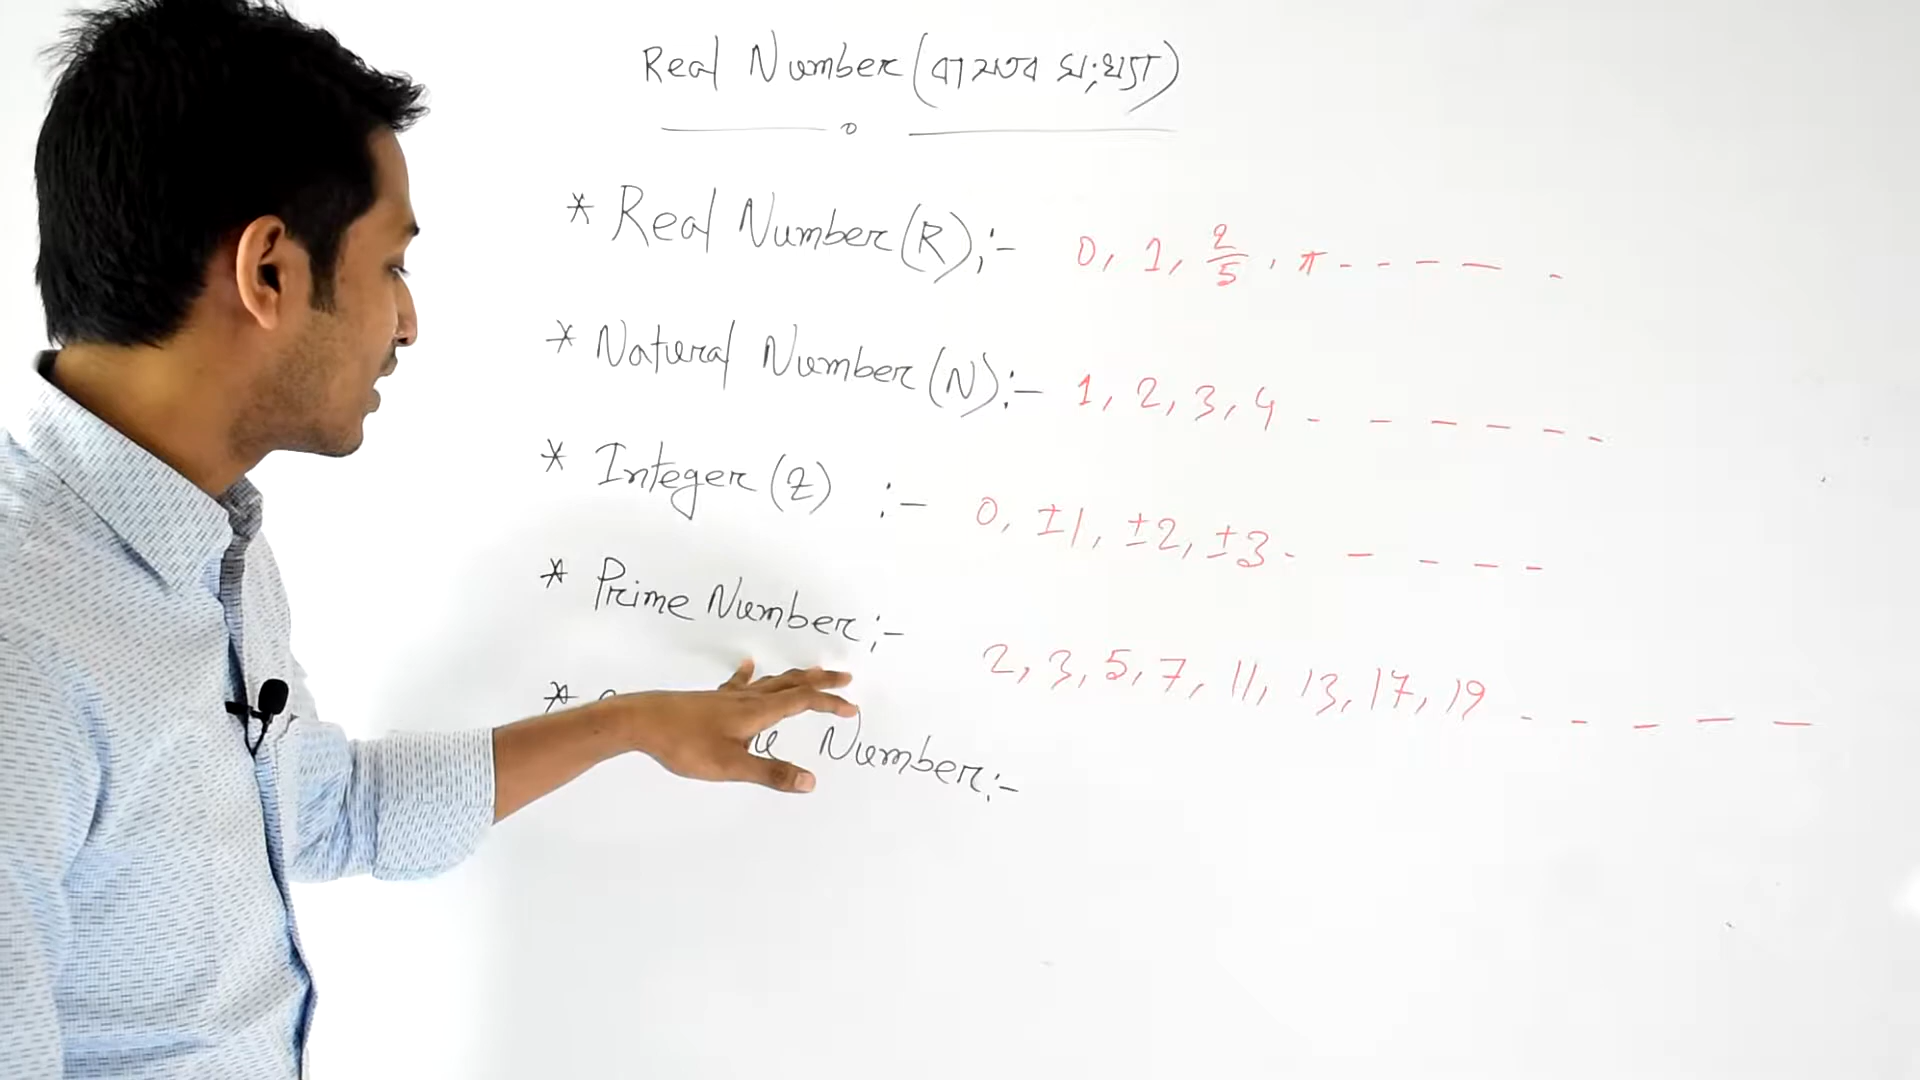 Real Number (বাস্তব সংখ্যা)
* Real Number (R) :- 0, 1, 2/5, π - - - - - -
* Natural Number (N) :- 1, 2, 3, 4 - - - - - -
* Integer (Z) :- 0, ±1, ±2, ±3 - - - - -
* Prime Number :- 2, 3, 5, 7, 11, 13, 17, 19 - - - - -
* Number :-